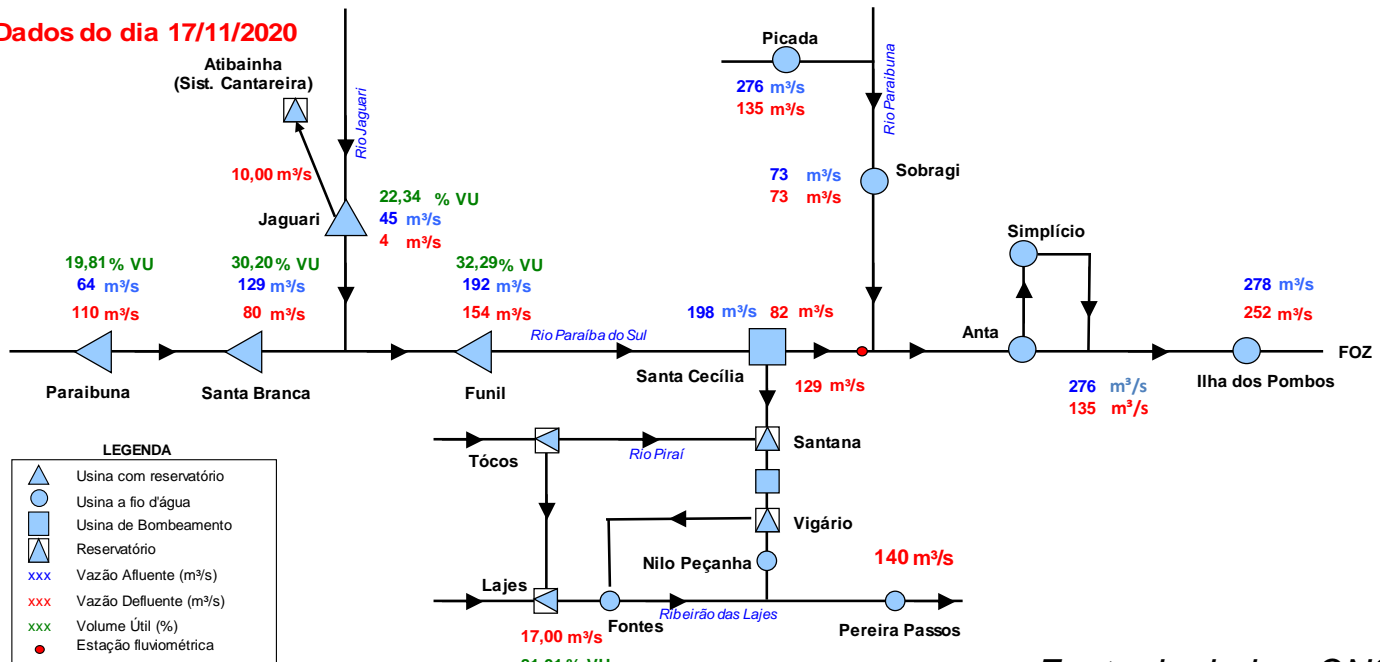 Dados do dia 17/11/2020
Atibainha
(Sist. Cantareira)
Rio Jaguari
10,00 m³/s
Jaguari
22,34 % VU
45 m³/s
4 m³/s
Picada
276 m³/s
135 m³/s
Rio Paraibuna
73 m³/s
73 m³/s
Sobragi
Simplício
19,81 % VU
64 m³/s
110 m³/s
Paraibuna
30,20 % VU
129 m³/s
80 m³/s
Santa Branca
32,29 % VU
192 m³/s
154 m³/s
Funil
Rio Paraíba do Sul
198 m³/s 82 m³/s
Santa Cecília
129 m³/s
Anta
276 m³/s
135 m³/s
278 m³/s
252 m³/s
Ilha dos Pombos
FOZ
Tócos
Rio Piraí
Santana
Vigário
Nilo Peçanha
140 m³/s
Lajes
Fontes
Ribeirão das Lajes
Pereira Passos
17,00 m³/s
LEGENDA
Usina com reservatório
Usina a fio d'água
Usina de Bombeamento
Reservatório
xxx Vazão Afluente (m³/s)
xxx Vazão Defluente (m³/s)
xxx Volume Útil (%)
Estação fluviométrica